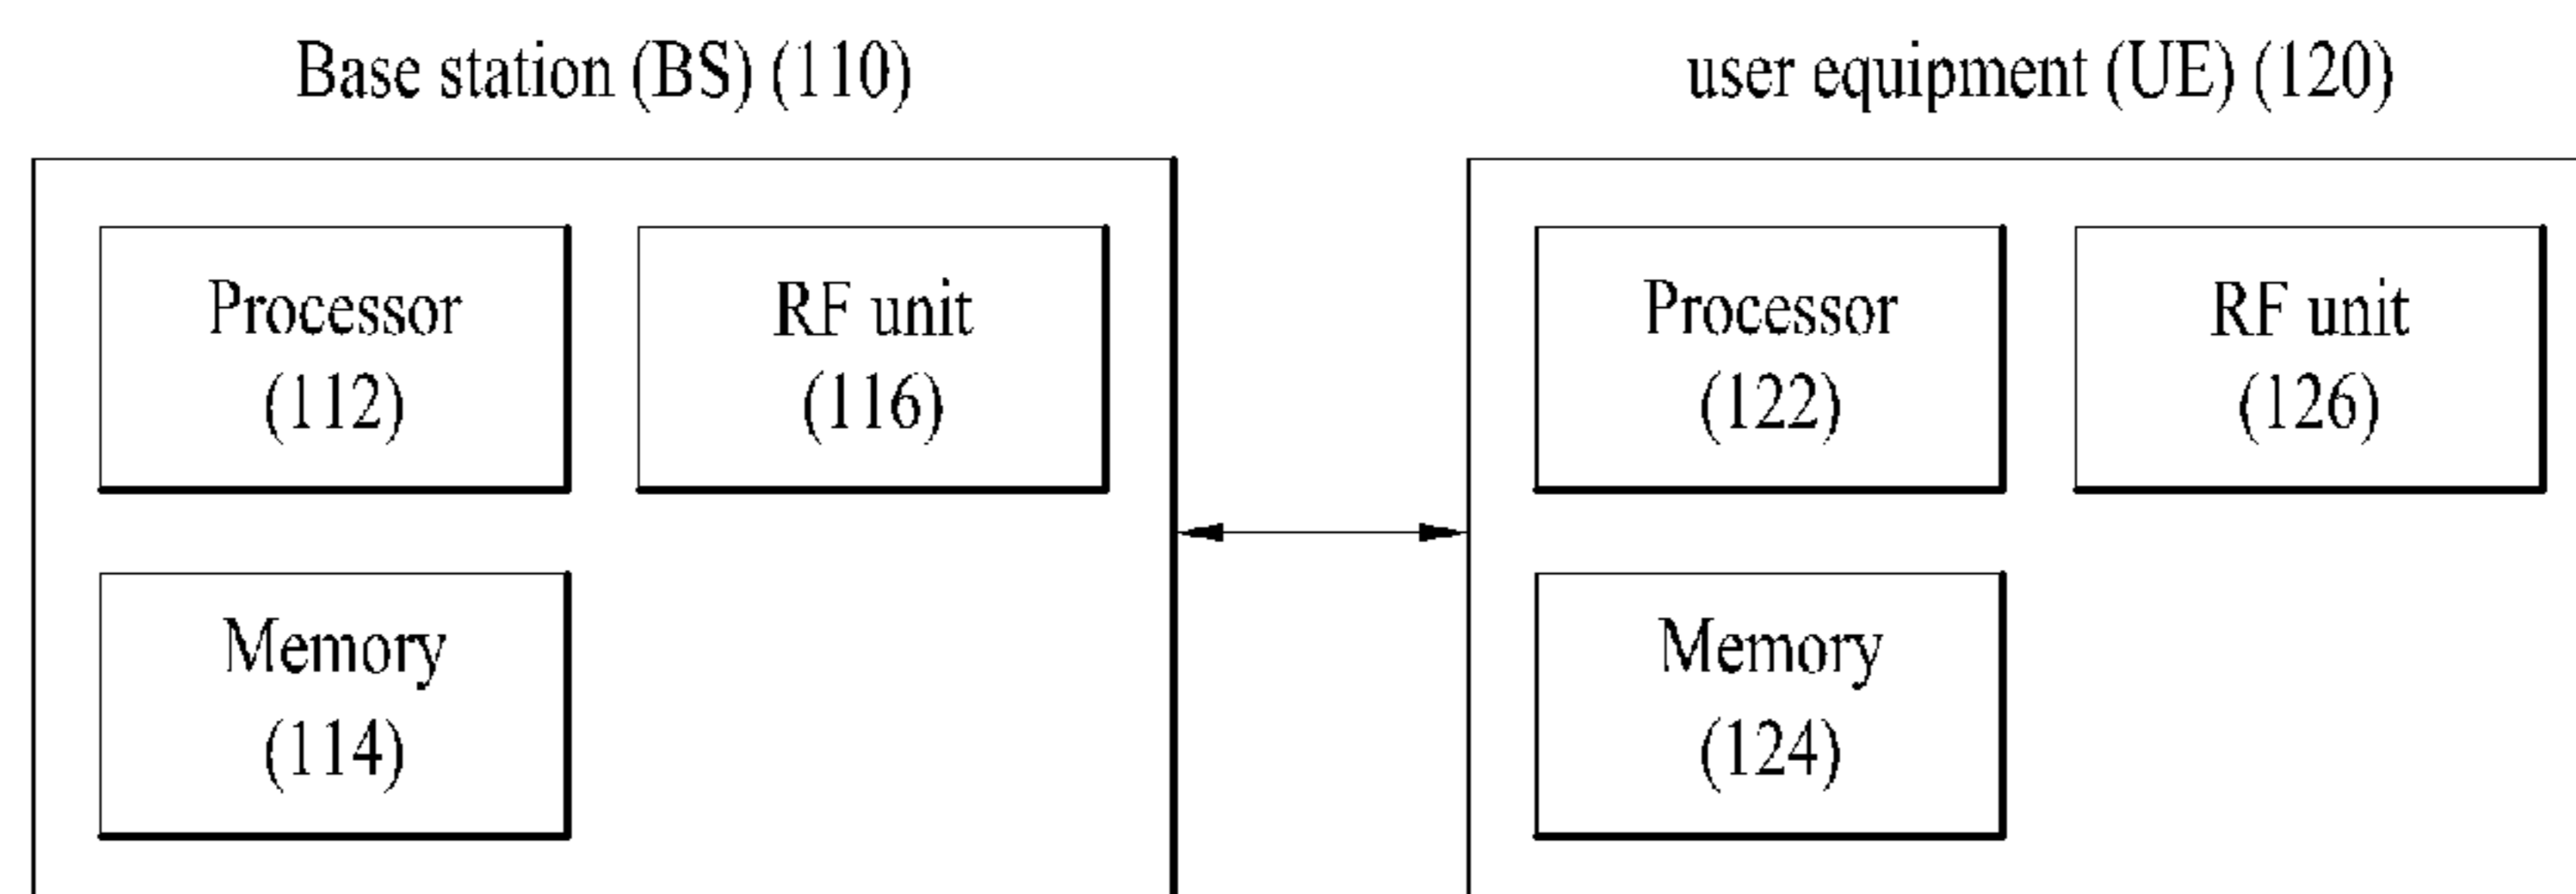 Base station (BS) (110)
user equipment (UE) (120)
Processor
(112)
RF unit
(116)
Memory
(114)
Processor
(122)
RF unit
(126)
Memory
(124)